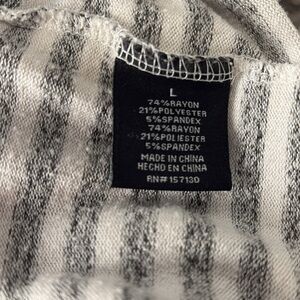 L
74%RAYON
21%POLYESTER
5%SPANDEX
74%RAYON
21%POLIESTER
5%SPANDEX
MADE IN CHINA
HECHO EN CHINA
RN# 157130